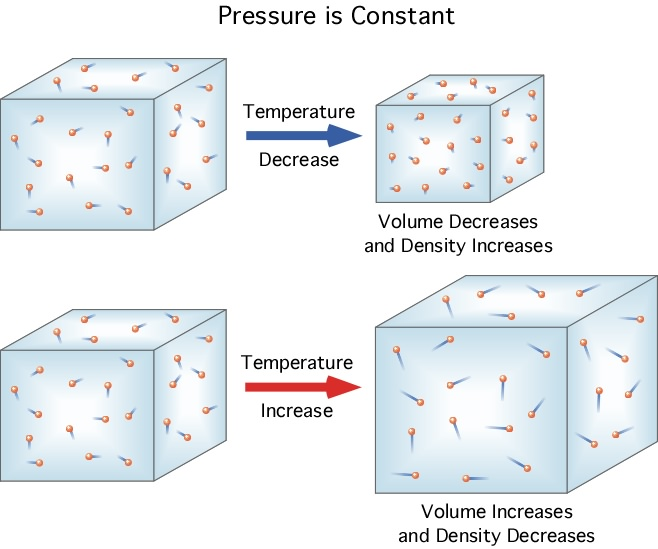 Pressure is Constant
Temperature
Decrease
Volume Decreases
and Density Increases
Temperature
Increase
Volume Increases
and Density Decreases